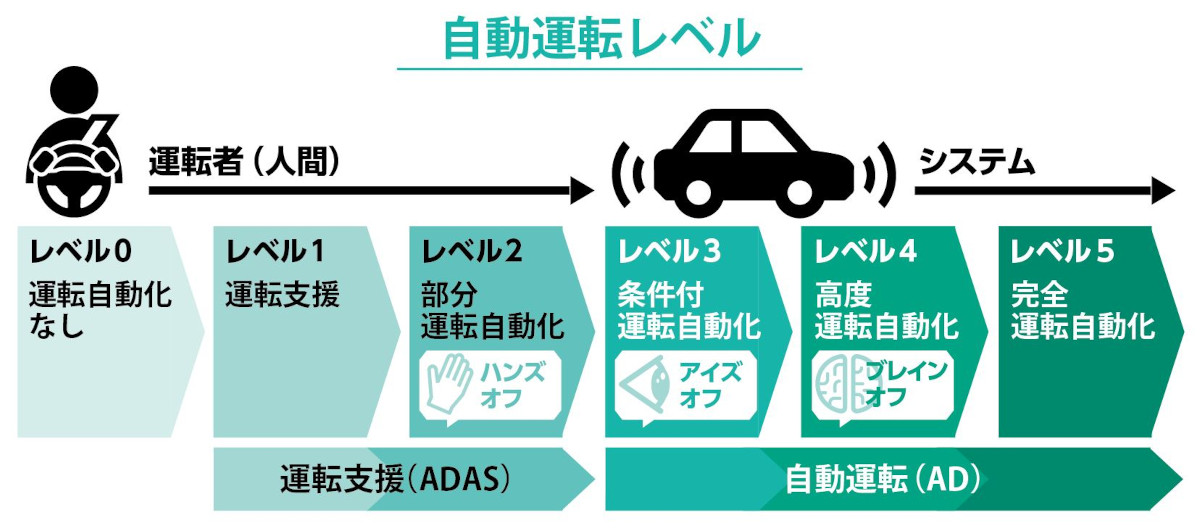 自動運転レベル
運転者（人間）
システム
レベル0
運転自動化
なし
レベル1
運転支援
レベル2
部分
運転自動化
ハンズ
オフ
レベル3
条件付
運転自動化
アイズ
オフ
レベル4
高度
運転自動化
ブレイン
オフ
レベル5
完全
運転自動化
運転支援（ADAS）
自動運転（AD）